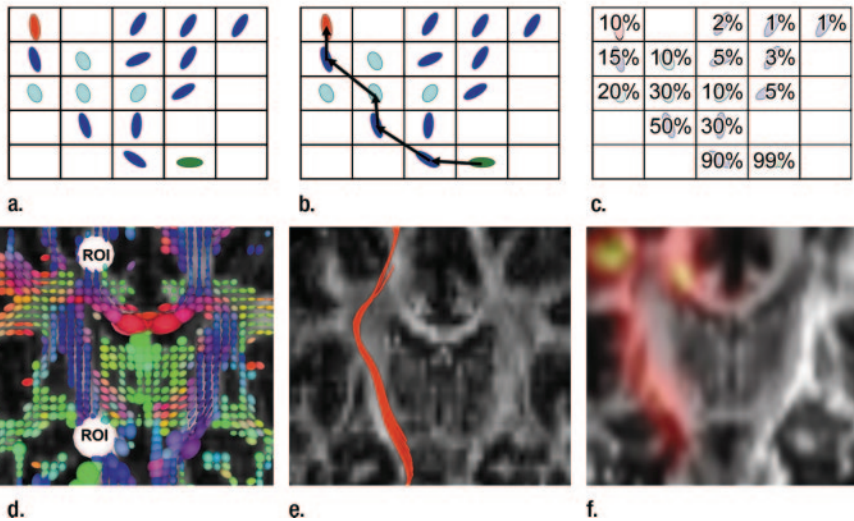 10% 2% 1% 1%
15% 10% 5% 3%
20% 30% 10% 5%
50% 30%
90% 99%
a. b. c.
ROI
ROI
d. e. f.